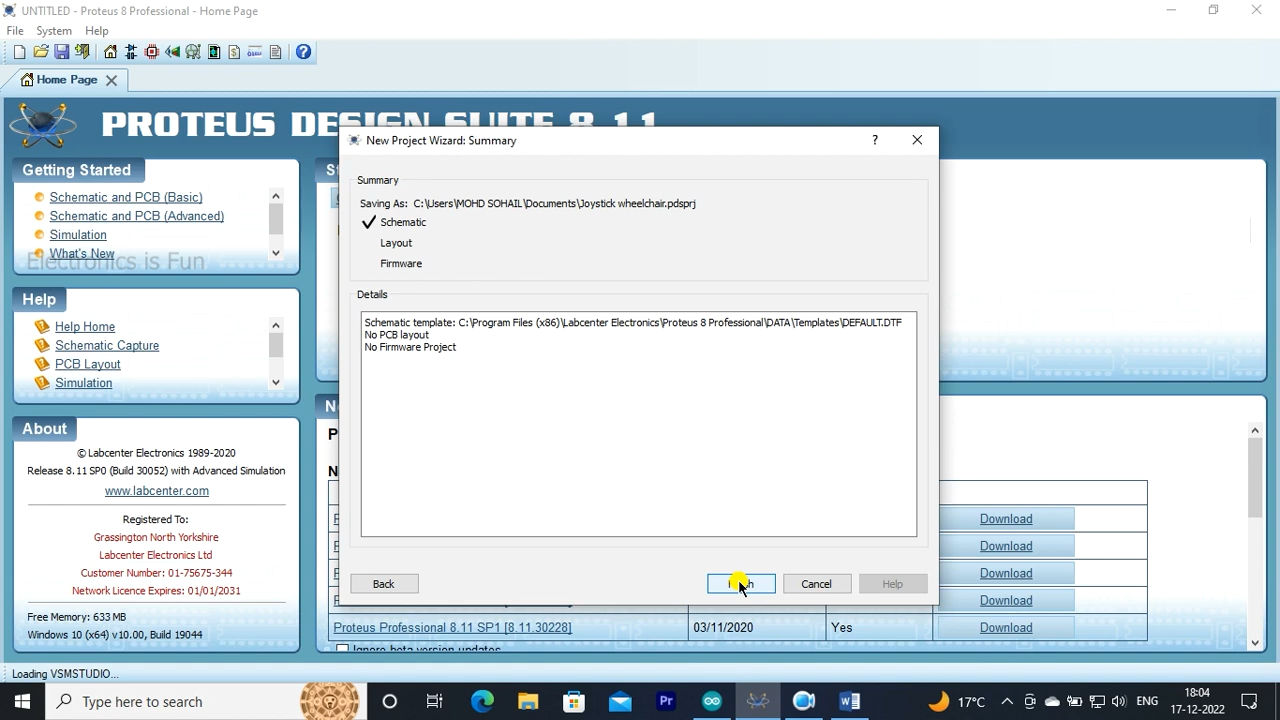 UNTITLED - Proteus 8 Professional - Home Page
File System Help
Home Page
PROTEUS DESIGN SUITE 8.11
Getting Started
Schematic and PCB (Basic)
Schematic and PCB (Advanced)
Simulation
What's New
Electronics is Fun
Help
Help Home
Schematic Capture
PCB Layout
Simulation
About
© Labcenter Electronics 1989-2020
Release 8.11 SP0 (Build 30052) with Advanced Simulation
www.labcenter.com
Registered To:
Grassington North Yorkshire
Labcenter Electronics Ltd
Customer Number: 01-75675-344
Network Licence Expires: 01/01/2031
Free Memory: 633 MB
Windows 10 (x64) v10.00, Build 19044
New Project Wizard: Summary
Summary
Saving As: C:\Users\MOHD SOHAIL\Documents\Joystick wheelchair.pdsprj
Schematic
Layout
Firmware
Details
Schematic template: C:\Program Files (x86)\Labcenter Electronics\Proteus 8 Professional\DATA\Templates\DEFAULT.DTF
No PCB layout
No Firmware Project
Back
Cancel
Help
Download
Download
Download
Download
Proteus Professional 8.11 SP1 [8.11.30228] 03/11/2020 Yes Download
Ignore beta version updates
Loading VSMSTUDIO...
Type here to search
17°C
ENG
18:04
17-12-2022